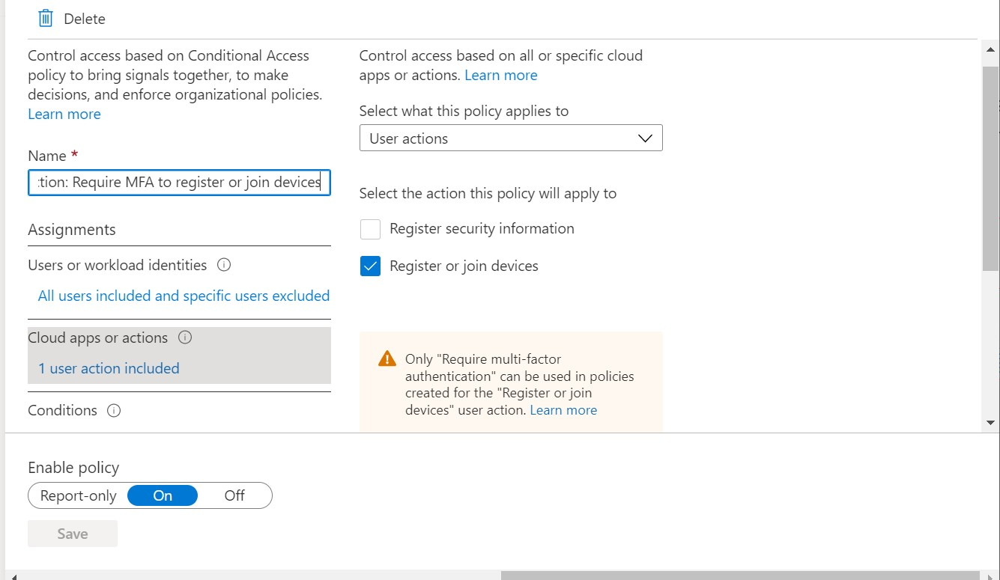 Delete
Control access based on Conditional Access
policy to bring signals together, to make
decisions, and enforce organizational policies.
Learn more
Name *
tion: Require MFA to register or join devices
Assignments
Users or workload identities
All users included and specific users excluded
Cloud apps or actions
1 user action included
Conditions
Control access based on all or specific cloud
apps or actions. Learn more
Select what this policy applies to
User actions
Select the action this policy will apply to
Register security information
Register or join devices
Only "Require multi-factor
authentication" can be used in policies
created for the "Register or join
devices" user action. Learn more
Enable policy
Report-only On Off
Save